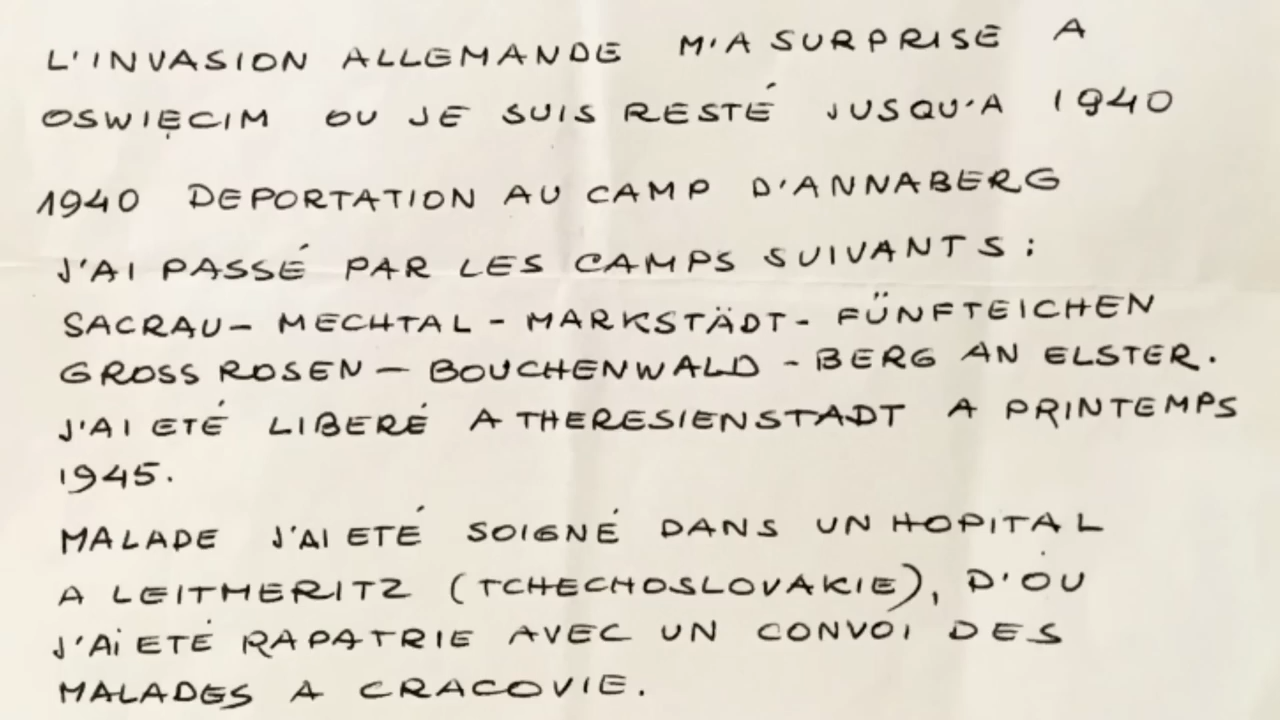 L'INVASION ALLEMANDE M'A SURPRISE A
OSWIĘCIM OU JE SUIS RESTÉ JUSQU'A 1940
1940 DEPORTATION AU CAMP D'ANNABERG
J'AI PASSÉ PAR LES CAMPS SUIVANTS :
SACRAU - MECHTAL - MARKSTÄDT - FÜNFTEICHEN
GROSS ROSEN - BOUCHENWALD - BERG AN ELSTER.
J'AI ETÉ LIBERÉ A THERESIENSTADT A PRINTEMPS
1945.
MALADE J'AI ETÉ SOIGNÉ DANS UN HOPITAL
A LEITMERITZ (TCHECHOSLOVAKIE), D'OÙ
J'AI ETÉ RAPATRIE AVEC UN CONVOI DES
MALADES A CRACOVIE.